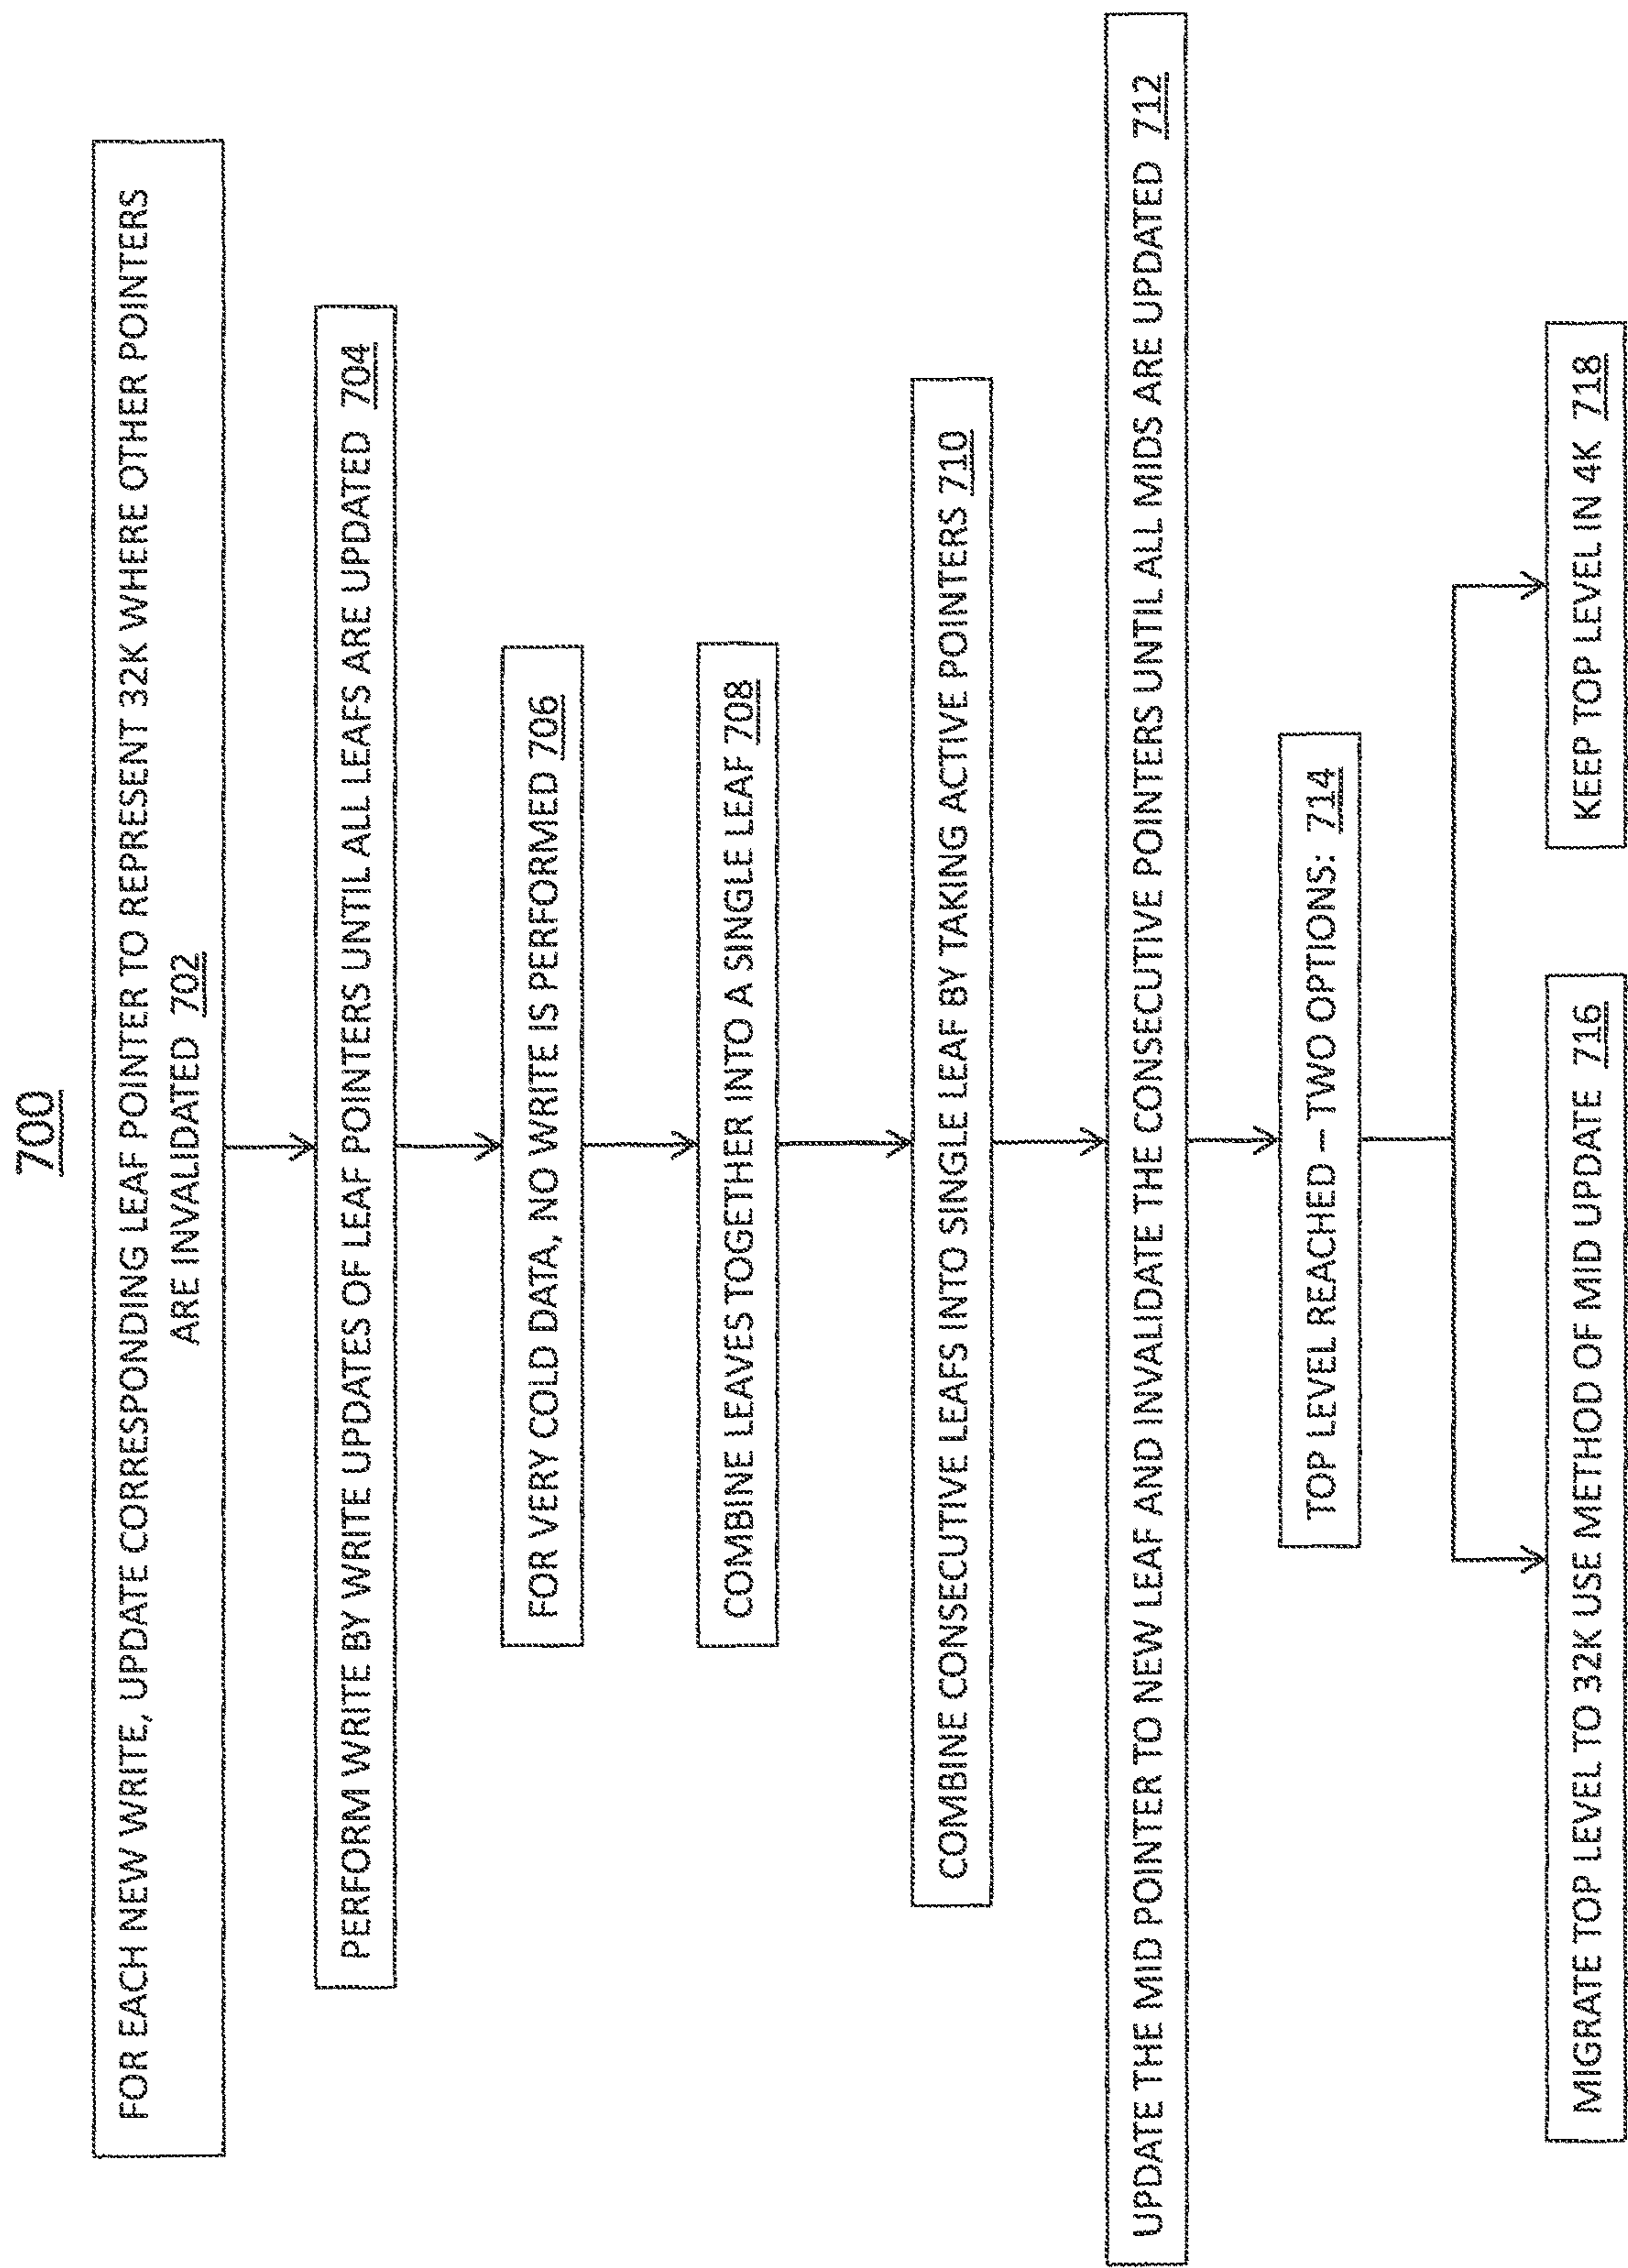 700
FOR EACH NEW WRITE, UPDATE CORRESPONDING LEAF POINTER TO REPRESENT 32K WHERE OTHER POINTERS
ARE INVALIDATED 702
PERFORM WRITE BY WRITE UPDATES OF LEAF POINTERS UNTIL ALL LEAFS ARE UPDATED 704
FOR VERY COLD DATA, NO WRITE IS PERFORMED 706
COMBINE LEAVES TOGETHER INTO A SINGLE LEAF 708
COMBINE CONSECUTIVE LEAFS INTO SINGLE LEAF BY TAKING ACTIVE POINTERS 710
UPDATE THE MID POINTER TO NEW LEAF AND INVALIDATE THE CONSECUTIVE POINTERS UNTIL ALL MIDS ARE UPDATED 712
TOP LEVEL REACHED – TWO OPTIONS: 714
MIGRATE TOP LEVEL TO 32K USE METHOD OF MID UPDATE 716
KEEP TOP LEVEL IN 4K 718